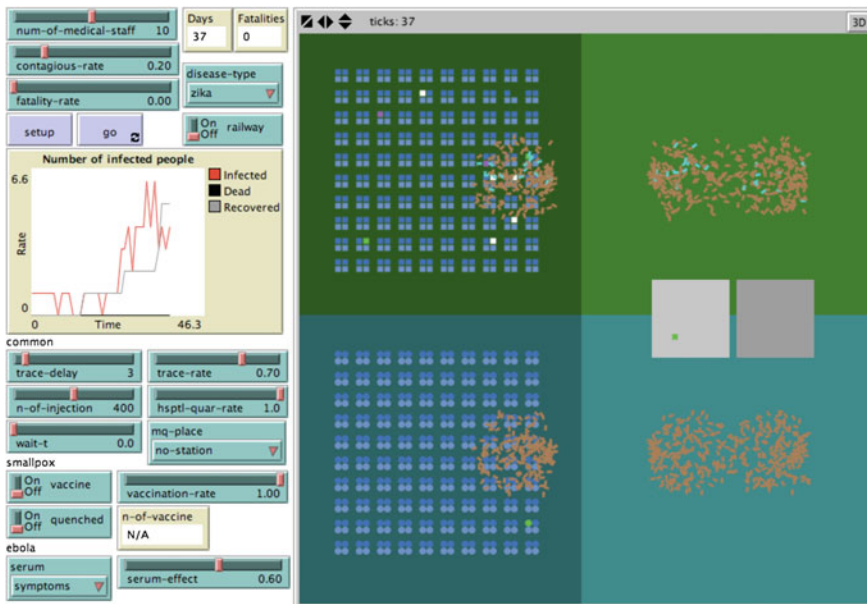 num-of-medical-staff 10
Days
37
Fatalities
0
contagious-rate 0.20
disease-type
zika
fatality-rate 0.00
setup
go
On
Off
railway
Number of infected people
6.6
Rate
0
0 Time 46.3
Infected
Dead
Recovered
common
trace-delay 3
trace-rate 0.70
n-of-injection 400
hsptl-quar-rate 1.0
wait-t 0.0
mq-place
no-station
smallpox
On
Off
vaccine
vaccination-rate 1.00
On
Off
quenched
n-of-vaccine
N/A
ebola
serum
symptoms
serum-effect 0.60
ticks: 37
3D